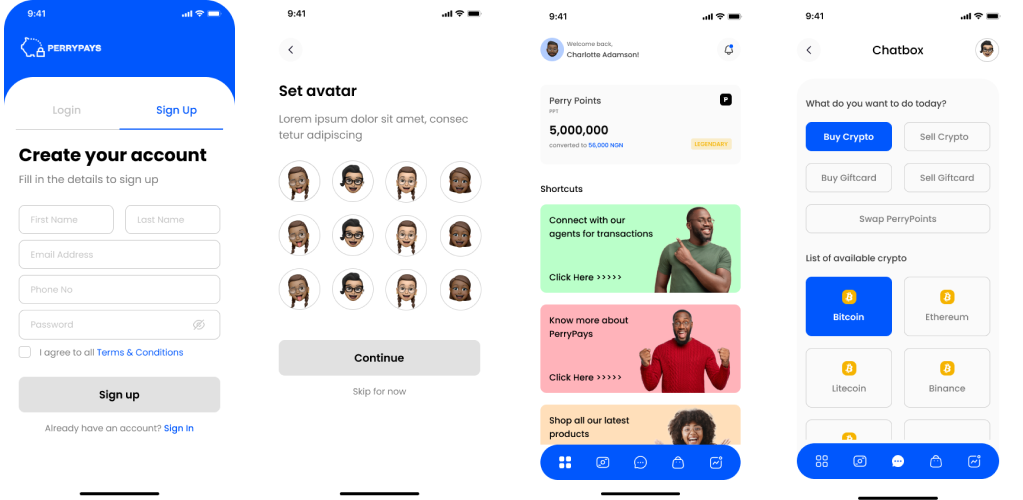 9:41
PERRYPAYS
Login
Sign Up
Create your account
Fill in the details to sign up
First Name
Last Name
Email Address
Phone No
Password
I agree to all Terms & Conditions
Sign up
Already have an account? Sign in
9:41
Set avatar
Lorem ipsum dolor sit amet, consec
tetur adipiscing
Continue
Skip for now
9:41
Welcome back,
Charlotte Adamson!
Perry Points
PPT
P
5,000,000
converted to 56,000 NGN
LEGENDARY
Shortcuts
Connect with our
agents for transactions
Click Here >>>>>
Know more about
PerryPays
Click Here >>>>>
Shop all our latest
products
9:41
Chatbox
What do you want to do today?
Buy Crypto
Sell Crypto
Buy Giftcard
Sell Giftcard
Swap PerryPoints
List of available crypto
Bitcoin
Ethereum
Litecoin
Binance